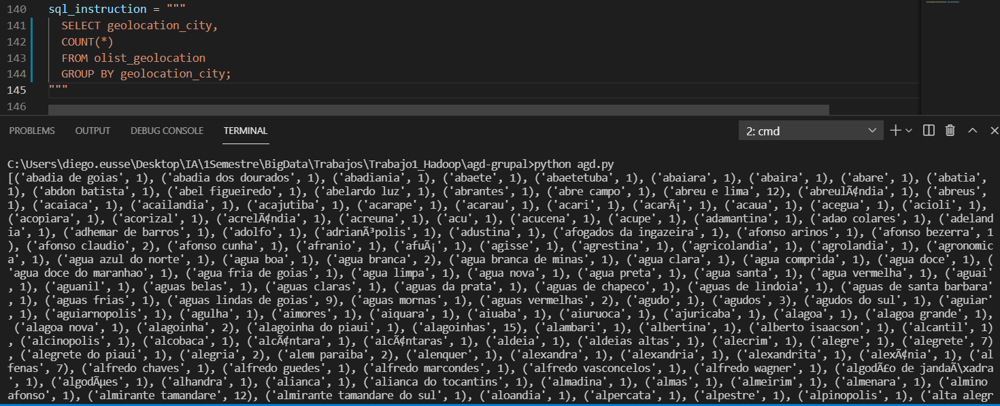 140 sql_instruction = """
141 SELECT geolocation_city,
142 COUNT(*)
143 FROM olist_geolocation
144 GROUP BY geolocation_city;
145 """
146
PROBLEMS OUTPUT DEBUG CONSOLE TERMINAL 2: cmd
C:\Users\diego.eusse\Desktop\IA\1Semestre\BigData\Trabajos\Trabajo1_Hadoop\agd-grupal>python agd.py
[('abadia de goias', 1), ('abadia dos dourados', 1), ('abadiania', 1), ('abaete', 1), ('abaetetuba', 1), ('abaiara', 1), ('abaira', 1), ('abare', 1), ('abatia',
1), ('abdon batista', 1), ('abel figueiredo', 1), ('abelardo luz', 1), ('abrantes', 1), ('abre campo', 1), ('abreu e lima', 12), ('abreulÃ¢ndia', 1), ('abreus',
1), ('acaiaca', 1), ('acailandia', 1), ('acajutiba', 1), ('acarape', 1), ('acarau', 1), ('acari', 1), ('acarÃ¡', 1), ('acaua', 1), ('acegua', 1), ('acioli', 1),
('acopiara', 1), ('acorizal', 1), ('acrelÃ¢ndia', 1), ('acreuna', 1), ('acu', 1), ('acucena', 1), ('acupe', 1), ('adamantina', 1), ('adao colares', 1), ('adeland
ia', 1), ('adhemar de barros', 1), ('adolfo', 1), ('adrianÃ³polis', 1), ('adustina', 1), ('afogados da ingazeira', 1), ('afonso arinos', 1), ('afonso bezerra', 1
), ('afonso claudio', 2), ('afonso cunha', 1), ('afranio', 1), ('afuÃ¡', 1), ('agisse', 1), ('agrestina', 1), ('agricolandia', 1), ('agrolandia', 1), ('agronomic
a', 1), ('agua azul do norte', 1), ('agua boa', 1), ('agua branca', 2), ('agua branca de minas', 1), ('agua clara', 1), ('agua comprida', 1), ('agua doce', 1), (
'agua doce do maranhao', 1), ('agua fria de goias', 1), ('agua limpa', 1), ('agua nova', 1), ('agua preta', 1), ('agua santa', 1), ('agua vermelha', 1), ('aguai'
, 1), ('aguanil', 1), ('aguas belas', 1), ('aguas claras', 1), ('aguas da prata', 1), ('aguas de chapeco', 1), ('aguas de lindoia', 1), ('aguas de santa barbara'
, 1), ('aguas frias', 1), ('aguas lindas de goias', 9), ('aguas mornas', 1), ('aguas vermelhas', 2), ('agudo', 1), ('agudos', 3), ('agudos do sul', 1), ('aguiar'
, 1), ('aguiarnopolis', 1), ('agulha', 1), ('aimores', 1), ('aiquara', 1), ('aiuaba', 1), ('aiuruoca', 1), ('ajuricaba', 1), ('alagoa', 1), ('alagoa grande', 1),
('alagoa nova', 1), ('alagoinha', 2), ('alagoinha do piaui', 1), ('alagoinhas', 15), ('alambari', 1), ('albertina', 1), ('alberto isaacson', 1), ('alcantil', 1)
, ('alcinopolis', 1), ('alcobaca', 1), ('alcÃ¢ntara', 1), ('alcÃ¢ntaras', 1), ('aldeia', 1), ('aldeias altas', 1), ('alecrim', 1), ('alegre', 1), ('alegrete', 7)
, ('alegrete do piaui', 1), ('alegria', 2), ('alem paraiba', 2), ('alenquer', 1), ('alexandra', 1), ('alexandria', 1), ('alexandrita', 1), ('alexÃ¢nia', 1), ('al
fenas', 7), ('alfredo chaves', 1), ('alfredo guedes', 1), ('alfredo marcondes', 1), ('alfredo vasconcelos', 1), ('alfredo wagner', 1), ('algodÃ£o de jandaÃ\xadra
', 1), ('algodÃµes', 1), ('alhandra', 1), ('alianca', 1), ('alianca do tocantins', 1), ('almadina', 1), ('almas', 1), ('almeirim', 1), ('almenara', 1), ('almino
afonso', 1), ('almirante tamandare', 12), ('almirante tamandare do sul', 1), ('aloandia', 1), ('alpercata', 1), ('alpestre', 1), ('alpinopolis', 1), ('alta alegr